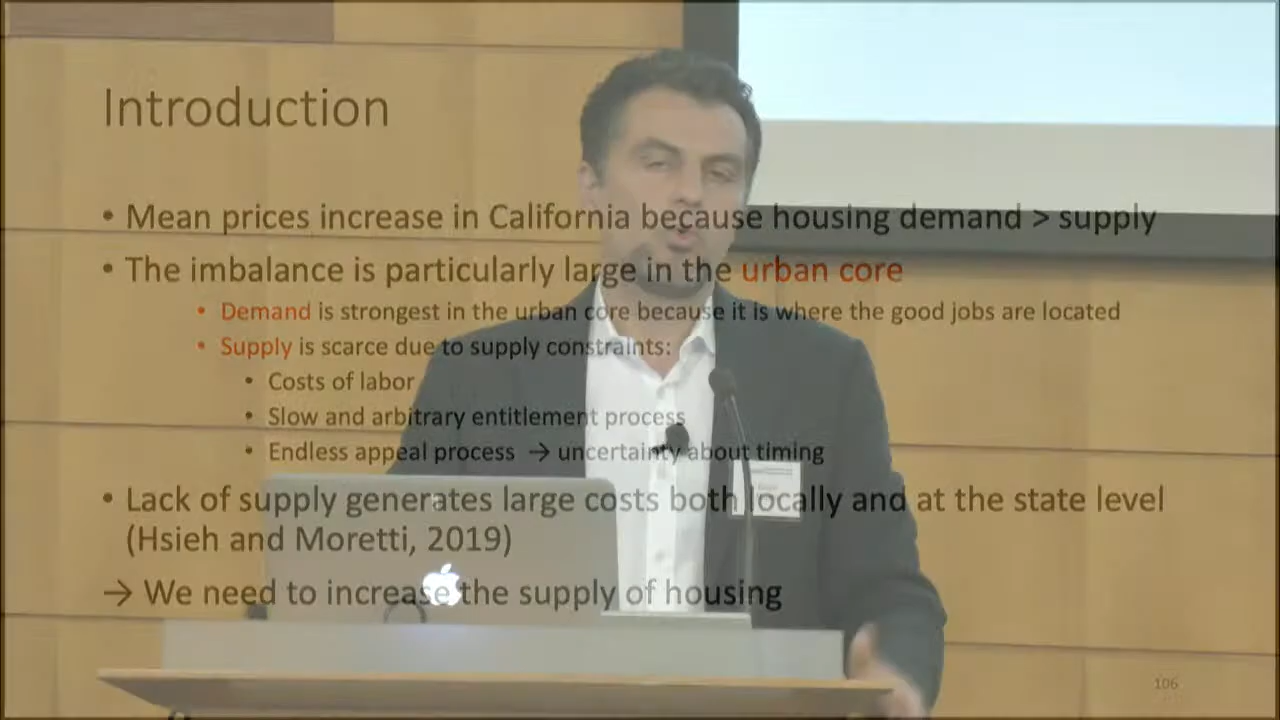 Introduction
• Mean prices increase in California because housing demand > supply
• The imbalance is particularly large in the urban core
• Demand is strongest in the urban core because it is where the good jobs are located
• Supply is scarce due to supply constraints:
• Costs of labor
• Slow and arbitrary entitlement process
• Endless appeal process → uncertainty about timing
• Lack of supply generates large costs both locally and at the state level
(Hsieh and Moretti, 2019)
→ We need to increase the supply of housing
106